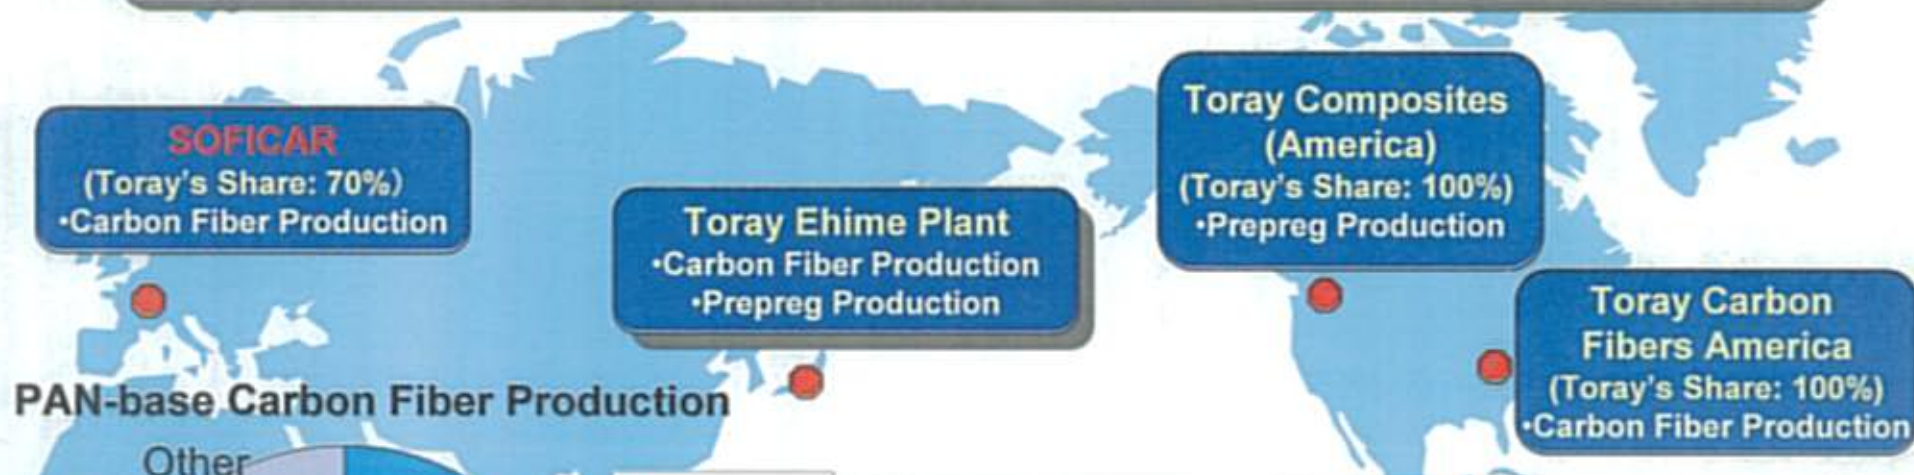 SOFICAR
(Toray's Share: 70%)
•Carbon Fiber Production
Toray Ehime Plant
•Carbon Fiber Production
•Prepreg Production
Toray Composites
(America)
(Toray's Share: 100%)
•Prepreg Production
Toray Carbon
Fibers America
(Toray's Share: 100%)
•Carbon Fiber Production
PAN-base Carbon Fiber Production
Other